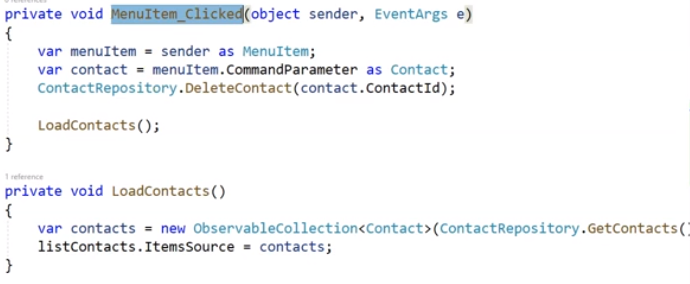 private void MenuItem_Clicked(object sender, EventArgs e)
{
var menuItem = sender as MenuItem;
var contact = menuItem.CommandParameter as Contact;
ContactRepository.DeleteContact(contact.ContactId);
LoadContacts();
}
1 reference
private void LoadContacts()
{
var contacts = new ObservableCollection<Contact>(ContactRepository.GetContacts()
listContacts.ItemsSource = contacts;
}